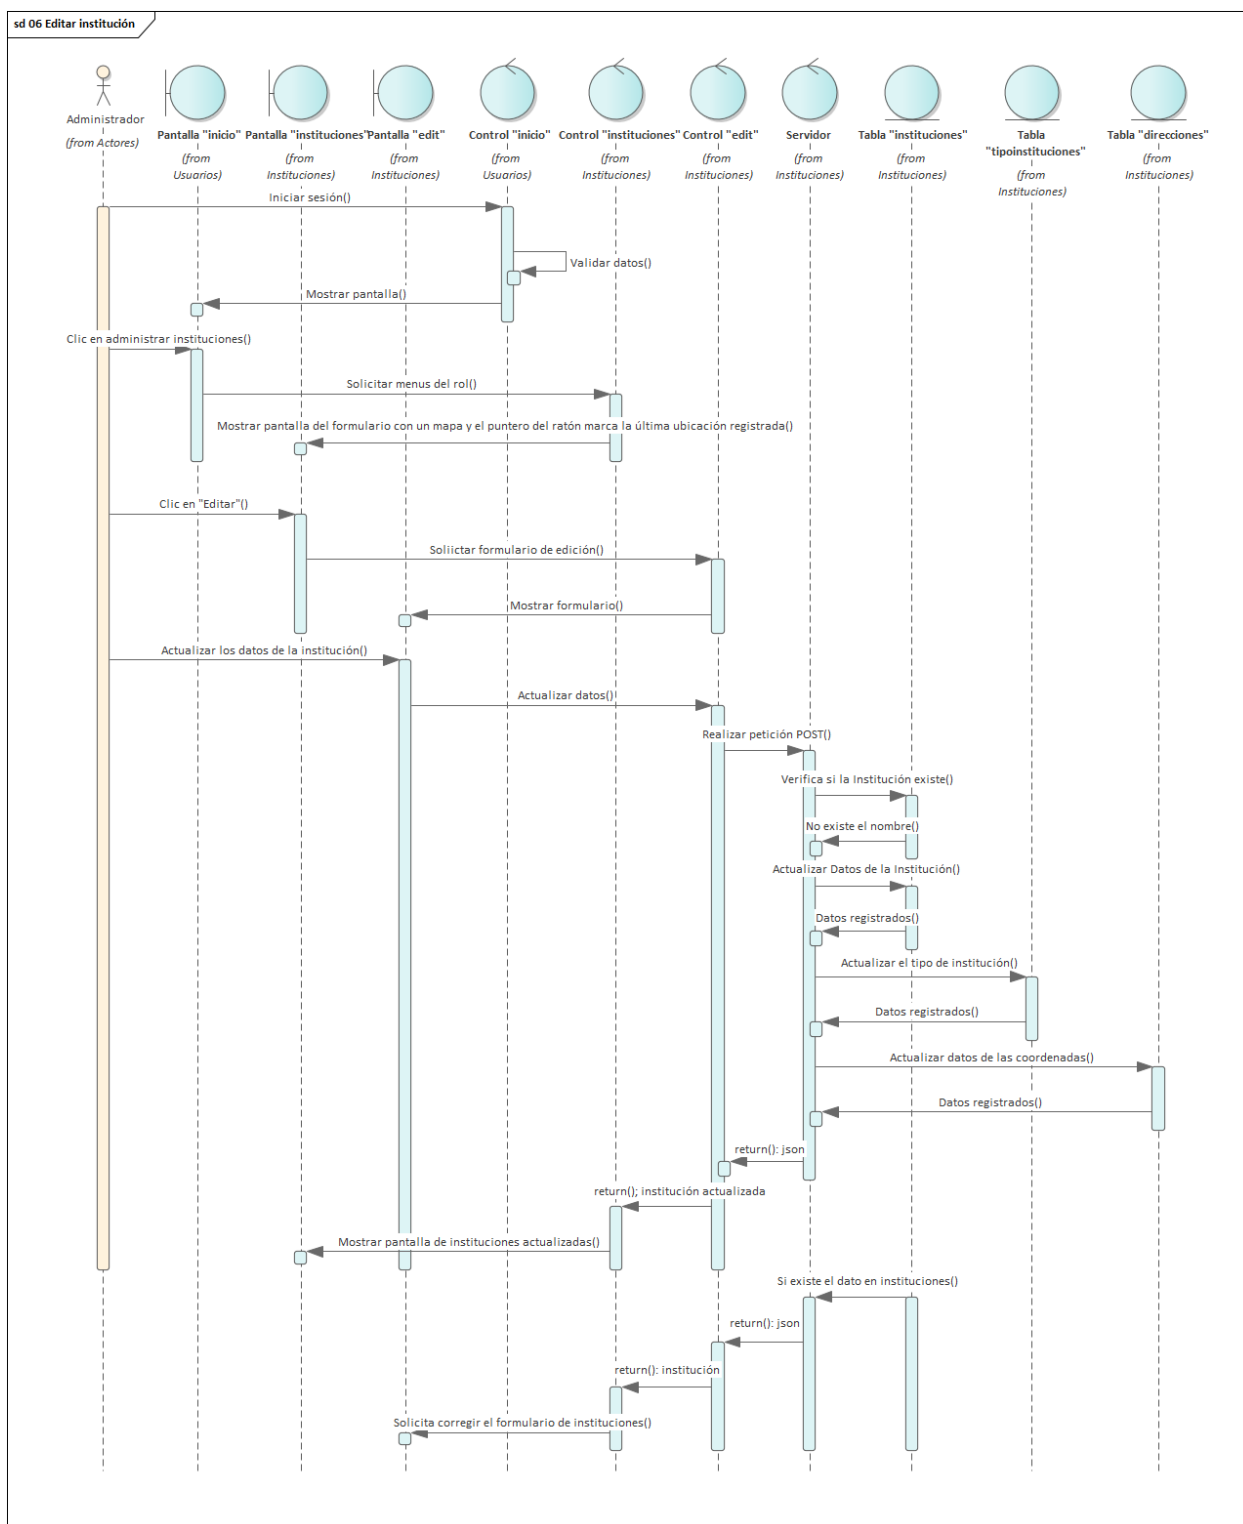 sd 06 Editar institución
Administrador
(from Actores)
Pantalla "inicio"
(from
Usuarios)
Pantalla "instituciones"
(from
Instituciones)
Pantalla "edit"
(from
Instituciones)
Control "inicio"
(from
Usuarios)
Control "instituciones"
(from
Instituciones)
Control "edit"
(from
Instituciones)
Servidor
(from
Instituciones)
Tabla "instituciones"
(from
Instituciones)
Tabla
"tipoinstituciones"
(from
Instituciones)
Tabla "direcciones"
(from
Instituciones)
Iniciar sesión()
Validar datos()
Mostrar pantalla()
Clic en administrar instituciones()
Solicitar menus del rol()
Mostrar pantalla del formulario con un mapa y el puntero del ratón marca la última ubicación registrada()
Clic en "Editar"()
Soliictar formulario de edición()
Mostrar formulario()
Actualizar los datos de la institución()
Actualizar datos()
Realizar petición POST()
Verifica si la Institución existe()
No existe el nombre()
Actualizar Datos de la Institución()
Datos registrados()
Actualizar el tipo de institución()
Datos registrados()
Actualizar datos de las coordenadas()
Datos registrados()
return(): json
return(); institución actualizada
Mostrar pantalla de instituciones actualizadas()
Si existe el dato en instituciones()
return(): json
return(): institución
Solicita corregir el formulario de instituciones()